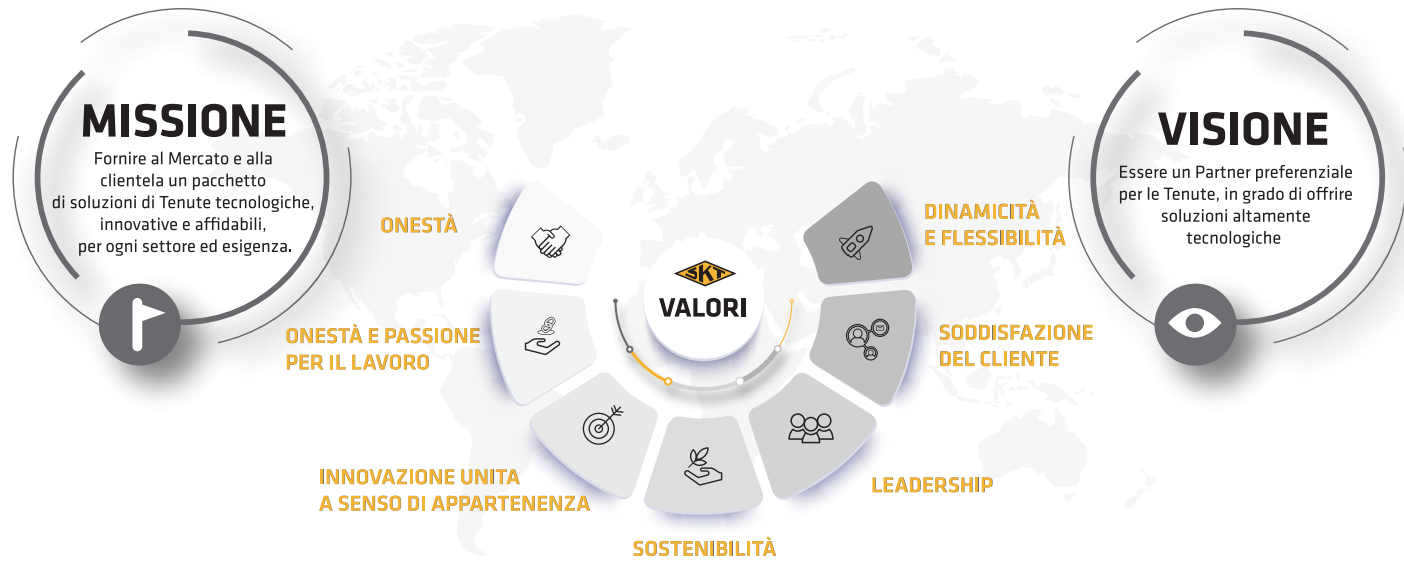 MISSIONE
Fornire al Mercato e alla
clientela un pacchetto
di soluzioni di Tenute tecnologiche,
innovative e affidabili,
per ogni settore ed esigenza.
ONESTÀ
ONESTÀ E PASSIONE
PER IL LAVORO
INNOVAZIONE UNITA
A SENSO DI APPARTENENZA
SOSTENIBILITÀ
SKT
VALORI
LEADERSHIP
SODDISFAZIONE
DEL CLIENTE
DINAMICITÀ
E FLESSIBILITÀ
VISIONE
Essere un Partner preferenziale
per le Tenute, in grado di offrire
soluzioni altamente
tecnologiche